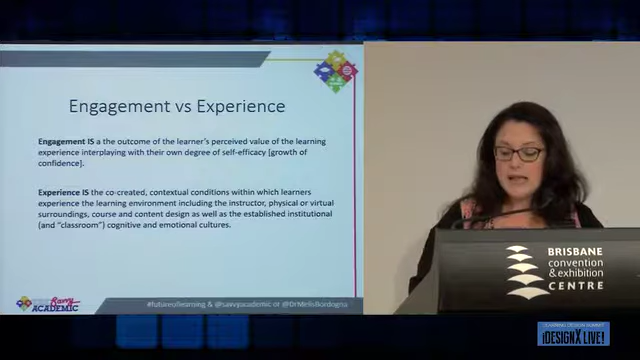 Engagement vs Experience
Engagement IS a the outcome of the learner's perceived value of the learning
experience interplaying with their own degree of self-efficacy [growth of
confidence].
Experience IS the co-created, contextual conditions within which learners
experience the learning environment including the instructor, physical or virtual
surroundings, course and content design as well as the established institutional
(and "classroom") cognitive and emotional cultures.
Savvy
ACADEMIC
#futureoflearning & @savvyacademic or @DrMelisBordogna
BRISBANE
convention
& exhibition
CENTRE
LEARNING DESIGN SUMMIT
iDESIGNX LIVE!